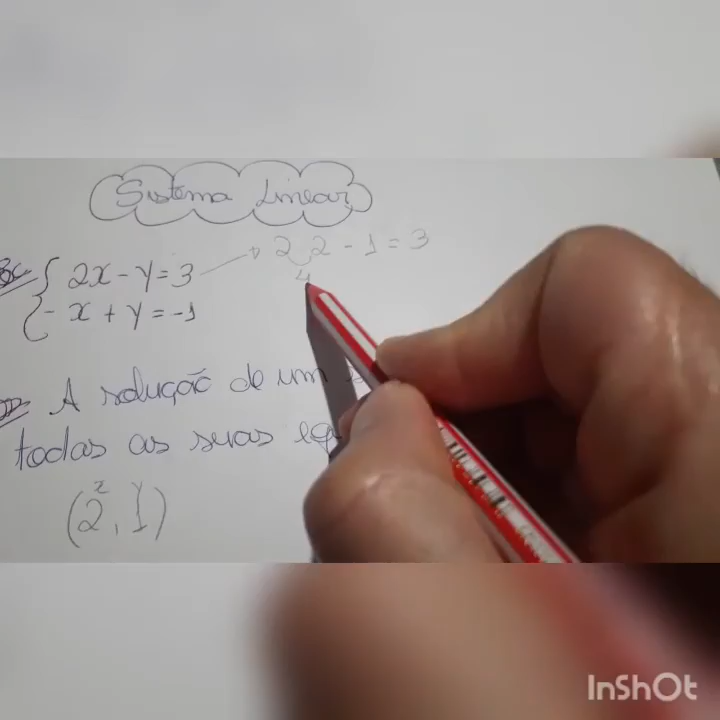 Sistema Linear
2x - y = 3 → 2.2 - 1 = 3
4
- x + y = -1
A solução de um
todas as suas
x y
(2, 1)
InShOt